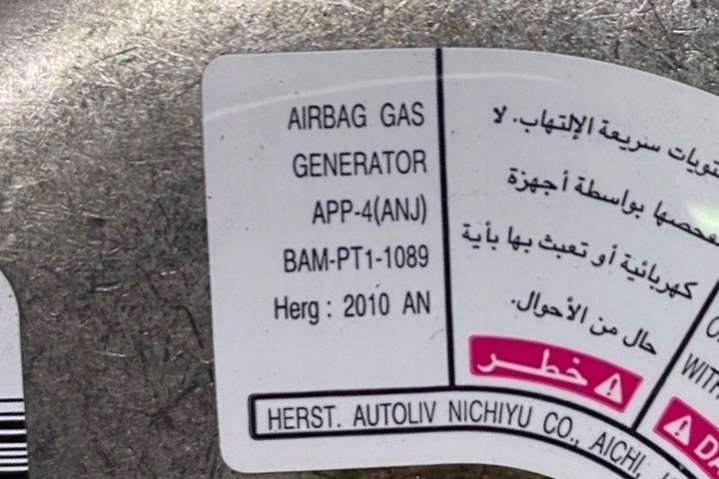 AIRBAG GAS
GENERATOR
APP-4(ANJ)
BAM-PT1-1089
Herg : 2010 AN
سريعة الإلتهاب. لا
بواسطة أجهزة
كهربائية أو تعبث بها بأية
حال من الأحوال.
خطر
WITH
HERST. AUTOLIV NICHIYU CO., AICHI,